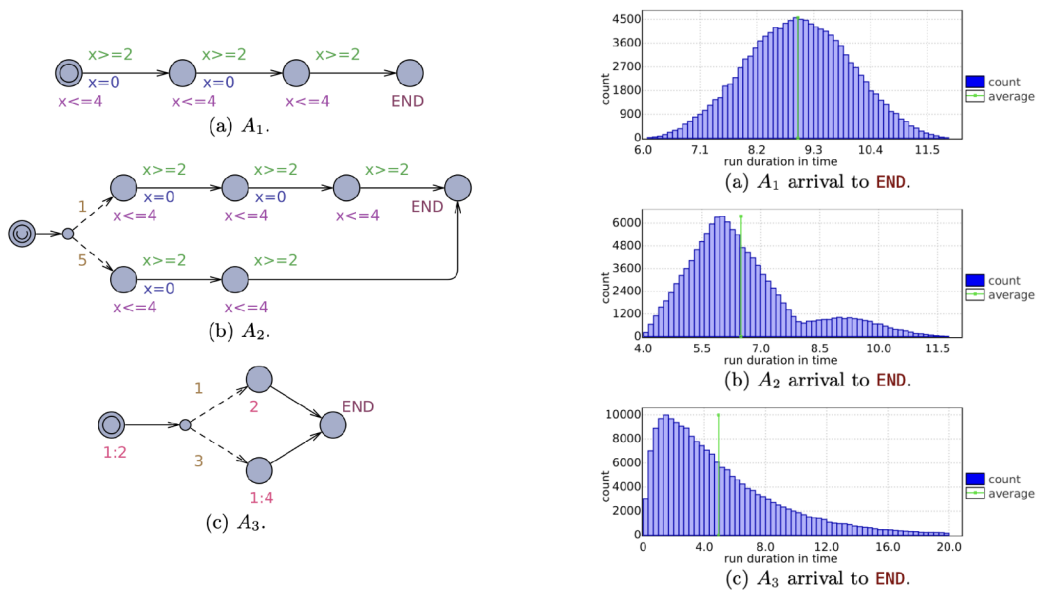 x>=2 x>=2 x>=2
x=0 x=0
x<=4 x<=4 x<=4 END
(a) A₁.
x>=2 x>=2 x>=2
1 x=0 x=0 END
x<=4 x<=4 x<=4
5 x>=2 x>=2
x=0
x<=4 x<=4
(b) A₂.
1 2 END
1:2 3
1:4
(c) A₃.
4500
3600
2700
1800
900
0
count
6.0 7.1 8.2 9.3 10.4 11.5
run duration in time
count
average
(a) A₁ arrival to END.
6000
4800
3600
2400
1200
0
count
4.0 5.5 7.0 8.5 10.0 11.5
run duration in time
count
average
(b) A₂ arrival to END.
10000
8000
6000
4000
2000
0
count
0 4.0 8.0 12.0 16.0 20.0
run duration in time
count
average
(c) A₃ arrival to END.